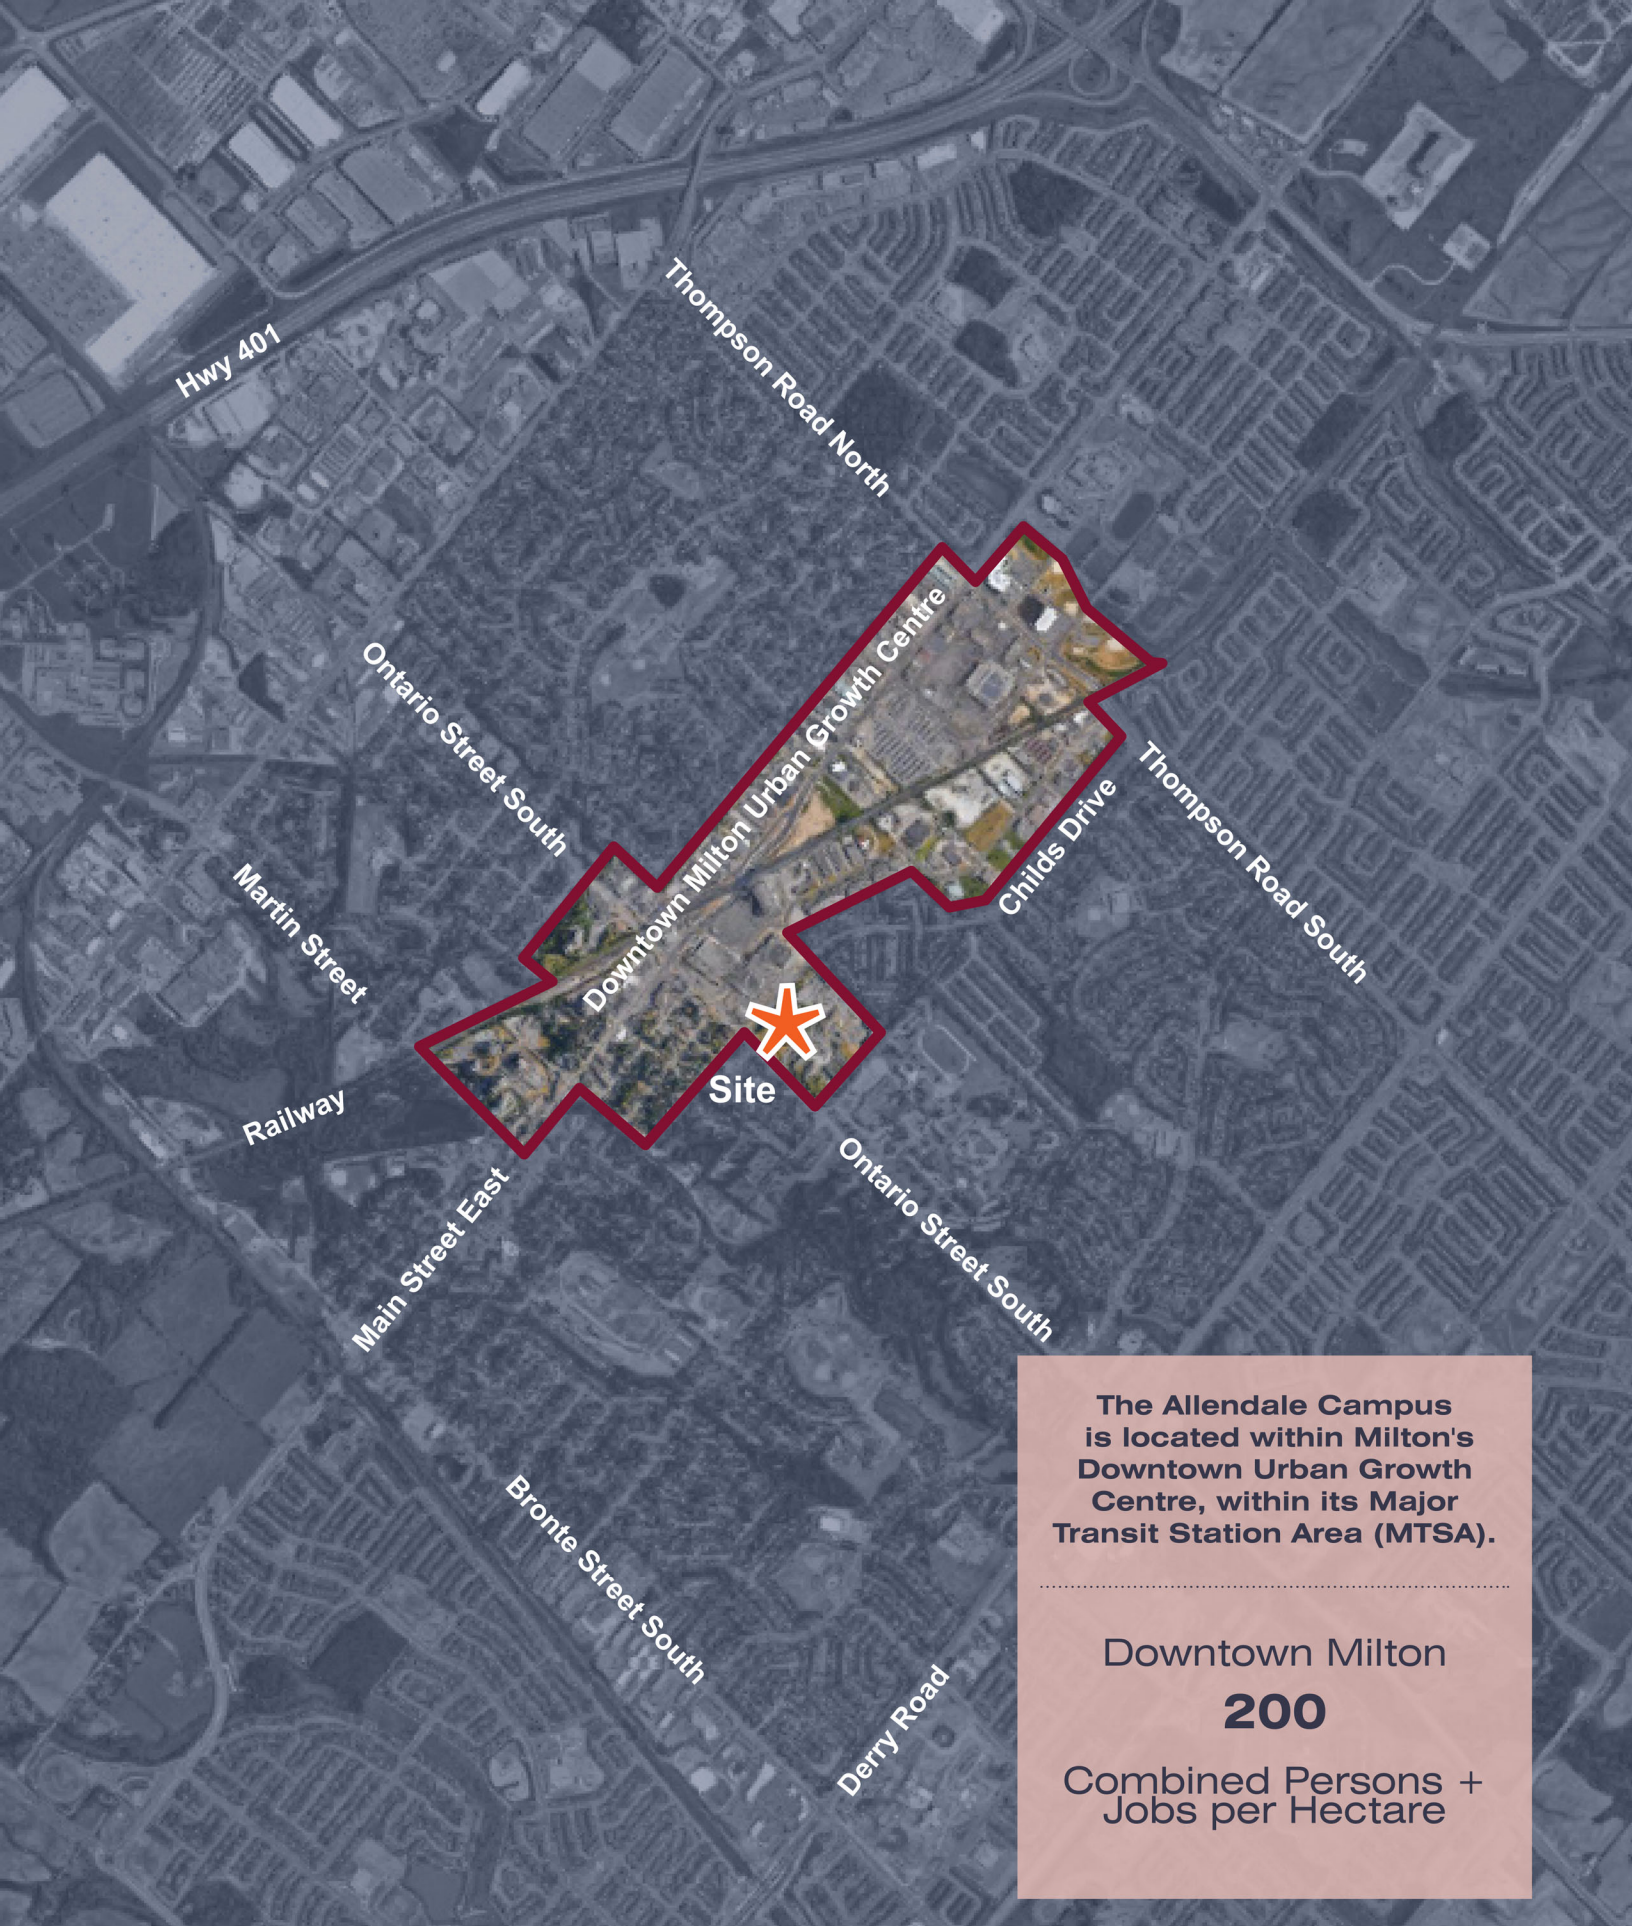 Hwy 401
Thompson Road North
Ontario Street South
Downtown Milton Urban Growth Centre
Martin Street
Childs Drive
Thompson Road South
Site
Railway
Main Street East
Ontario Street South
Bronte Street South
Derry Road
The Allendale Campus
is located within Milton's
Downtown Urban Growth
Centre, within its Major
Transit Station Area (MTSA).
Downtown Milton
200
Combined Persons +
Jobs per Hectare